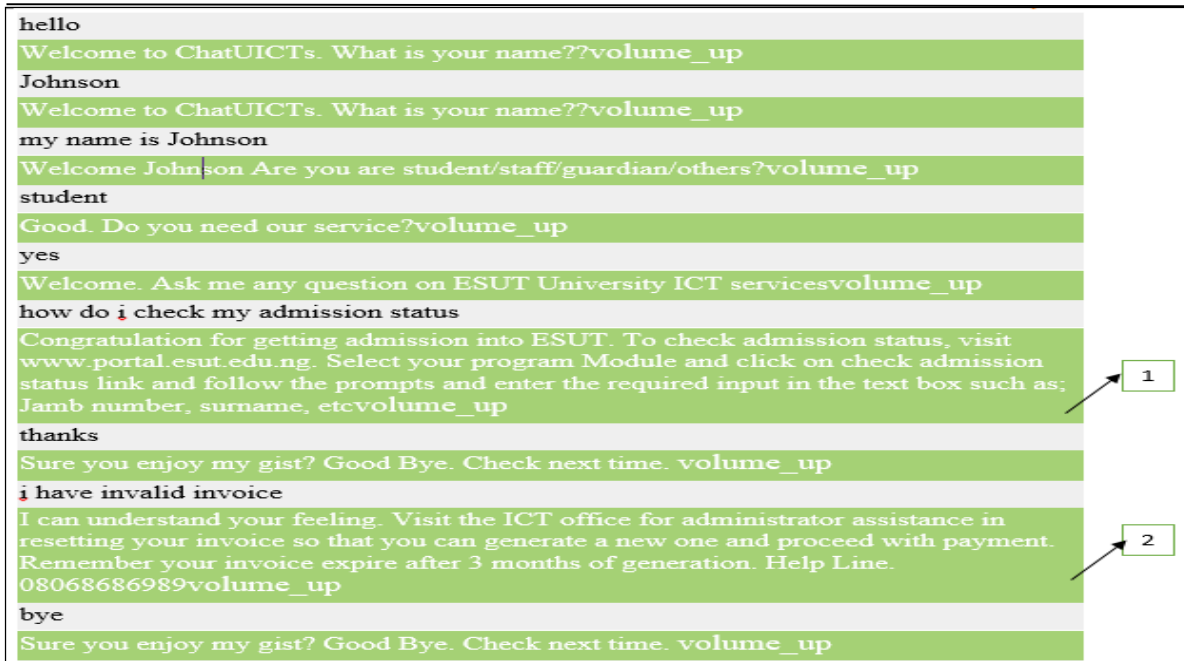 hello
Welcome to ChatUICTs. What is your name??volume_up
Johnson
Welcome to ChatUICTs. What is your name??volume_up
my name is Johnson
Welcome Johnson Are you are student/staff/guardian/others?volume_up
student
Good. Do you need our service?volume_up
yes
Welcome. Ask me any question on ESUT University ICT servicesvolume_up
how do i check my admission status
Congratulation for getting admission into ESUT. To check admission status, visit
www.portal.esut.edu.ng. Select your program Module and click on check admission
status link and follow the prompts and enter the required input in the text box such as;
Jamb number, surname, etcvolume_up
1
thanks
Sure you enjoy my gist? Good Bye. Check next time. volume_up
i have invalid invoice
I can understand your feeling. Visit the ICT office for administrator assistance in
resetting your invoice so that you can generate a new one and proceed with payment.
Remember your invoice expire after 3 months of generation. Help Line.
08068686989volume_up
2
bye
Sure you enjoy my gist? Good Bye. Check next time. volume_up